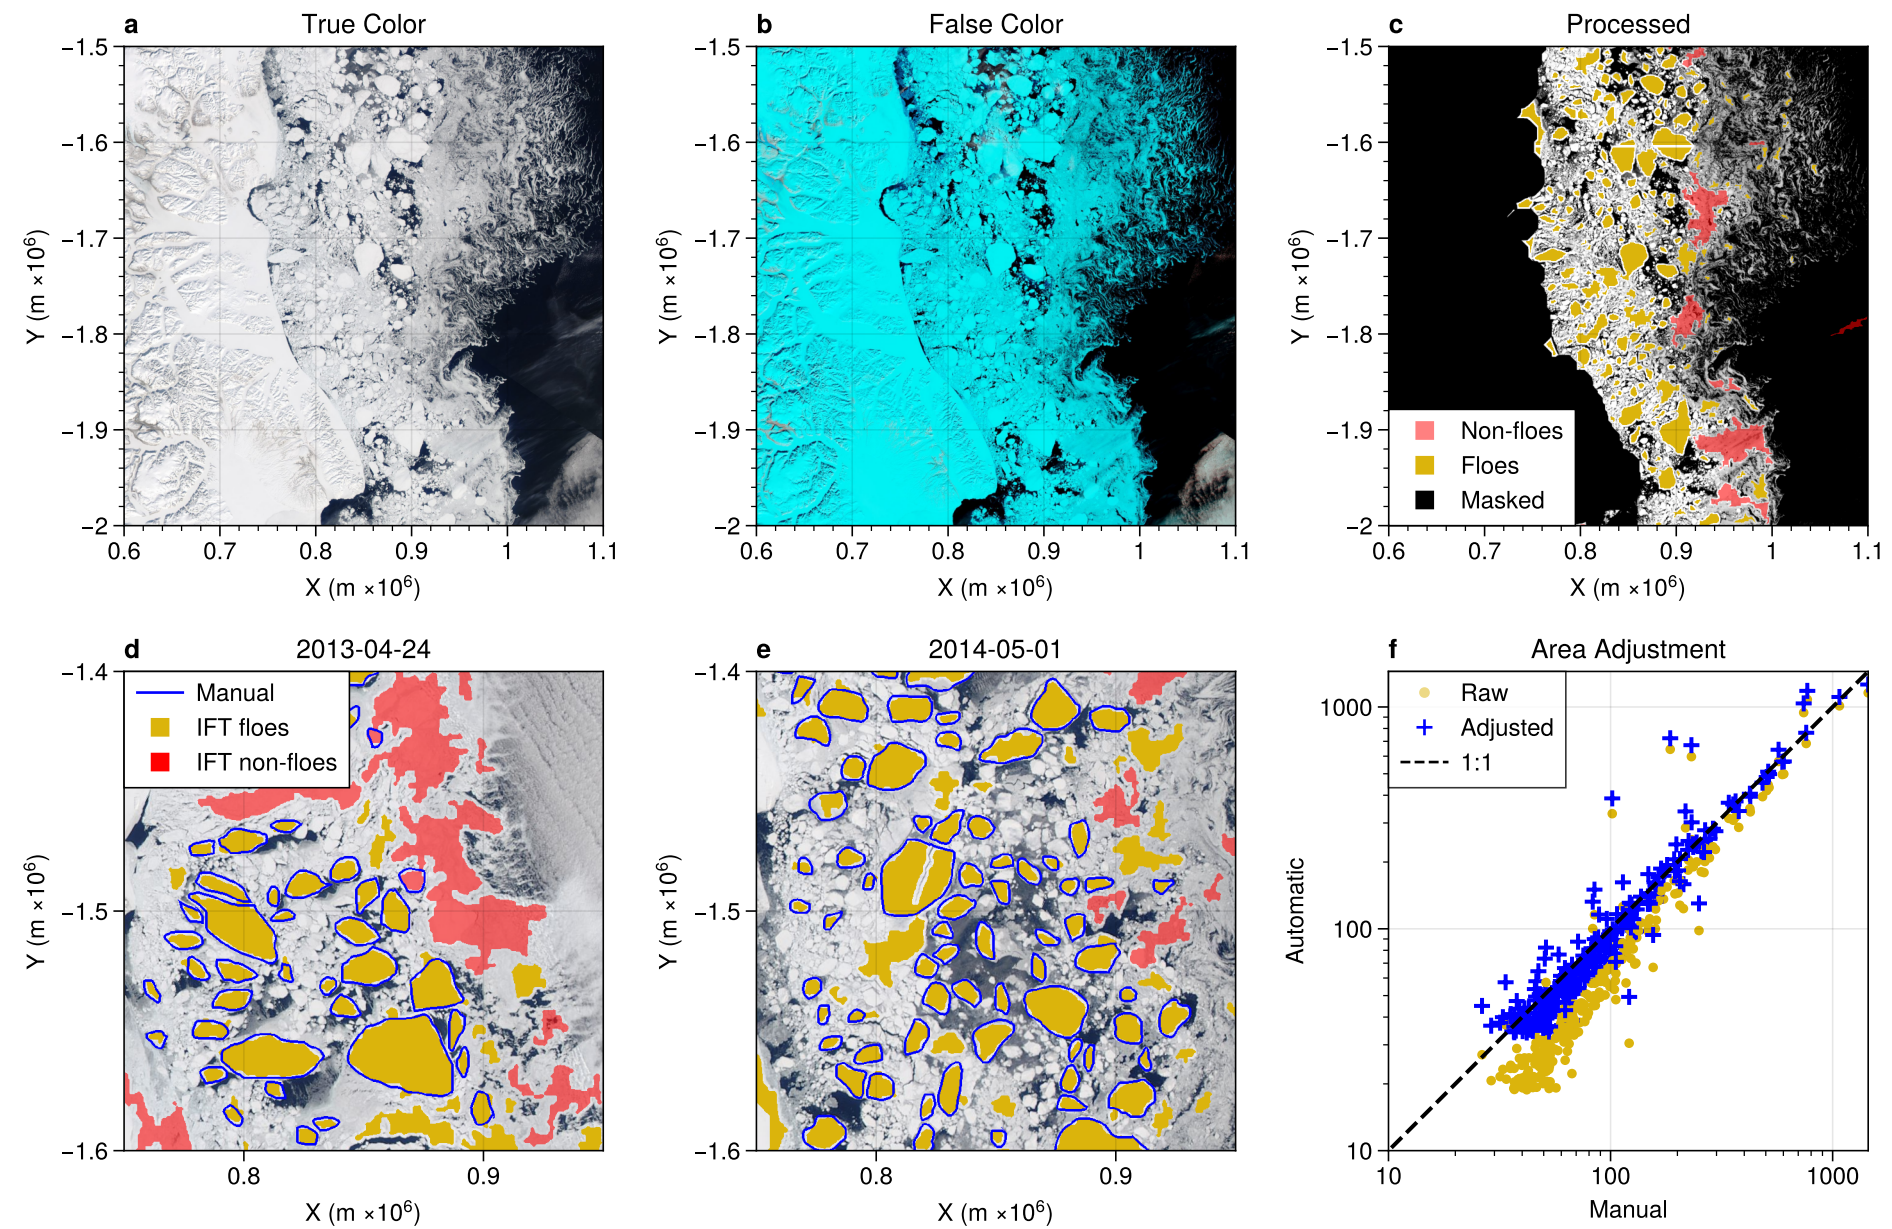 a True Color
−1.5
−1.6
−1.7
−1.8
−1.9
−2
Y (m ×10⁶)
0.6 0.7 0.8 0.9 1 1.1
X (m ×10⁶)
b False Color
−1.5
−1.6
−1.7
−1.8
−1.9
−2
Y (m ×10⁶)
0.6 0.7 0.8 0.9 1 1.1
X (m ×10⁶)
c Processed
−1.5
−1.6
−1.7
−1.8
−1.9
−2
Y (m ×10⁶)
Non-floes
Floes
Masked
0.6 0.7 0.8 0.9 1 1.1
X (m ×10⁶)
d 2013-04-24
−1.4
−1.5
−1.6
Y (m ×10⁶)
Manual
IFT floes
IFT non-floes
0.8 0.9
X (m ×10⁶)
e 2014-05-01
−1.4
−1.5
−1.6
Y (m ×10⁶)
0.8 0.9
X (m ×10⁶)
f Area Adjustment
Raw
Adjusted
1:1
1000
100
10
Automatic
10 100 1000
Manual